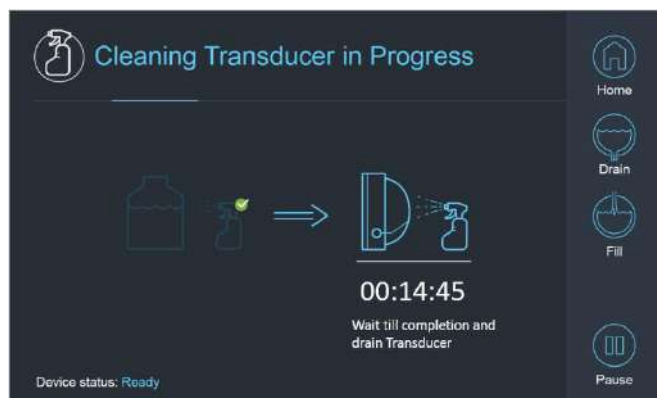 Cleaning Transducer in Progress
Home
Drain
Fill
00:14:45
Wait till completion and
drain Transducer
Device status: Ready
Pause